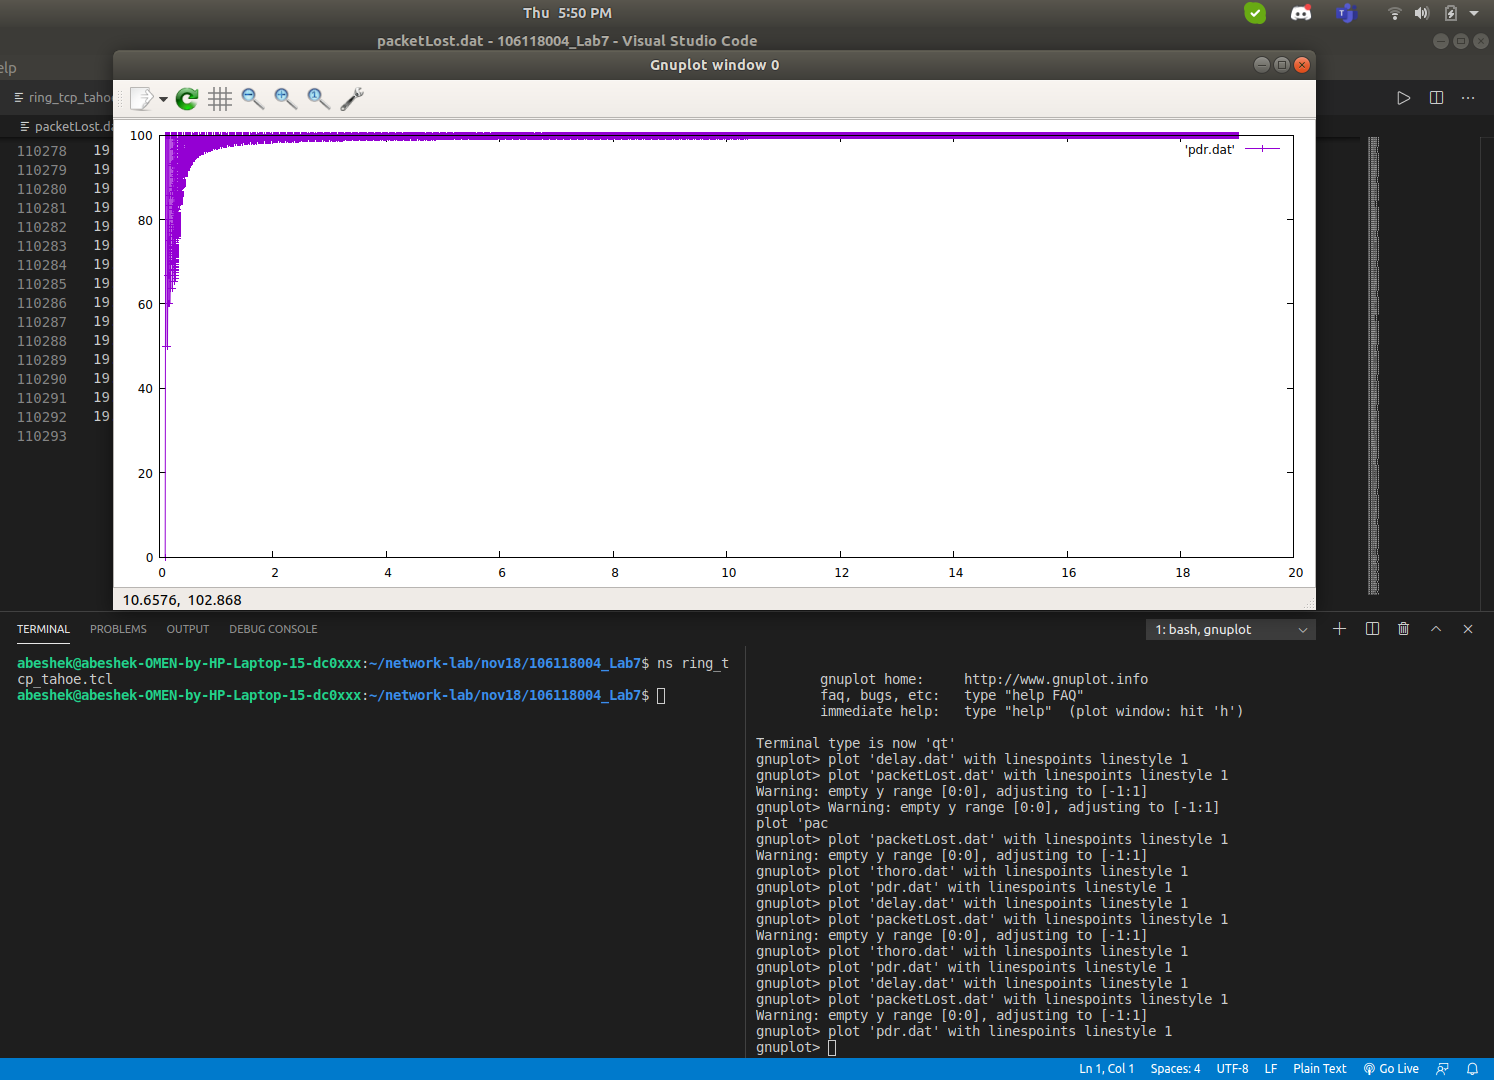 Thu 5:50 PM
packetLost.dat - 106118004_Lab7 - Visual Studio Code
elp
Gnuplot window 0
ring_tcp_taho
packetLost.da
110278 19
110279 19
110280 19
110281 19
110282 19
110283 19
110284 19
110285 19
110286 19
110287 19
110288 19
110289 19
110290 19
110291 19
110292 19
110293
'pdr.dat'
100
80
60
40
20
0
0 2 4 6 8 10 12 14 16 18 20
10.6576, 102.868
TERMINAL PROBLEMS OUTPUT DEBUG CONSOLE
1: bash, gnuplot
abeshek@abeshek-OMEN-by-HP-Laptop-15-dc0xxx:~/network-lab/nov18/106118004_Lab7$ ns ring_t
cp_tahoe.tcl
abeshek@abeshek-OMEN-by-HP-Laptop-15-dc0xxx:~/network-lab/nov18/106118004_Lab7$
gnuplot home: http://www.gnuplot.info
faq, bugs, etc: type "help FAQ"
immediate help: type "help" (plot window: hit 'h')
Terminal type is now 'qt'
gnuplot> plot 'delay.dat' with linespoints linestyle 1
gnuplot> plot 'packetLost.dat' with linespoints linestyle 1
Warning: empty y range [0:0], adjusting to [-1:1]
gnuplot> Warning: empty y range [0:0], adjusting to [-1:1]
plot 'pac
gnuplot> plot 'packetLost.dat' with linespoints linestyle 1
Warning: empty y range [0:0], adjusting to [-1:1]
gnuplot> plot 'thoro.dat' with linespoints linestyle 1
gnuplot> plot 'pdr.dat' with linespoints linestyle 1
gnuplot> plot 'delay.dat' with linespoints linestyle 1
gnuplot> plot 'packetLost.dat' with linespoints linestyle 1
Warning: empty y range [0:0], adjusting to [-1:1]
gnuplot> plot 'thoro.dat' with linespoints linestyle 1
gnuplot> plot 'pdr.dat' with linespoints linestyle 1
gnuplot> plot 'delay.dat' with linespoints linestyle 1
gnuplot> plot 'packetLost.dat' with linespoints linestyle 1
Warning: empty y range [0:0], adjusting to [-1:1]
gnuplot> plot 'pdr.dat' with linespoints linestyle 1
gnuplot>
Ln 1, Col 1 Spaces: 4 UTF-8 LF Plain Text Go Live